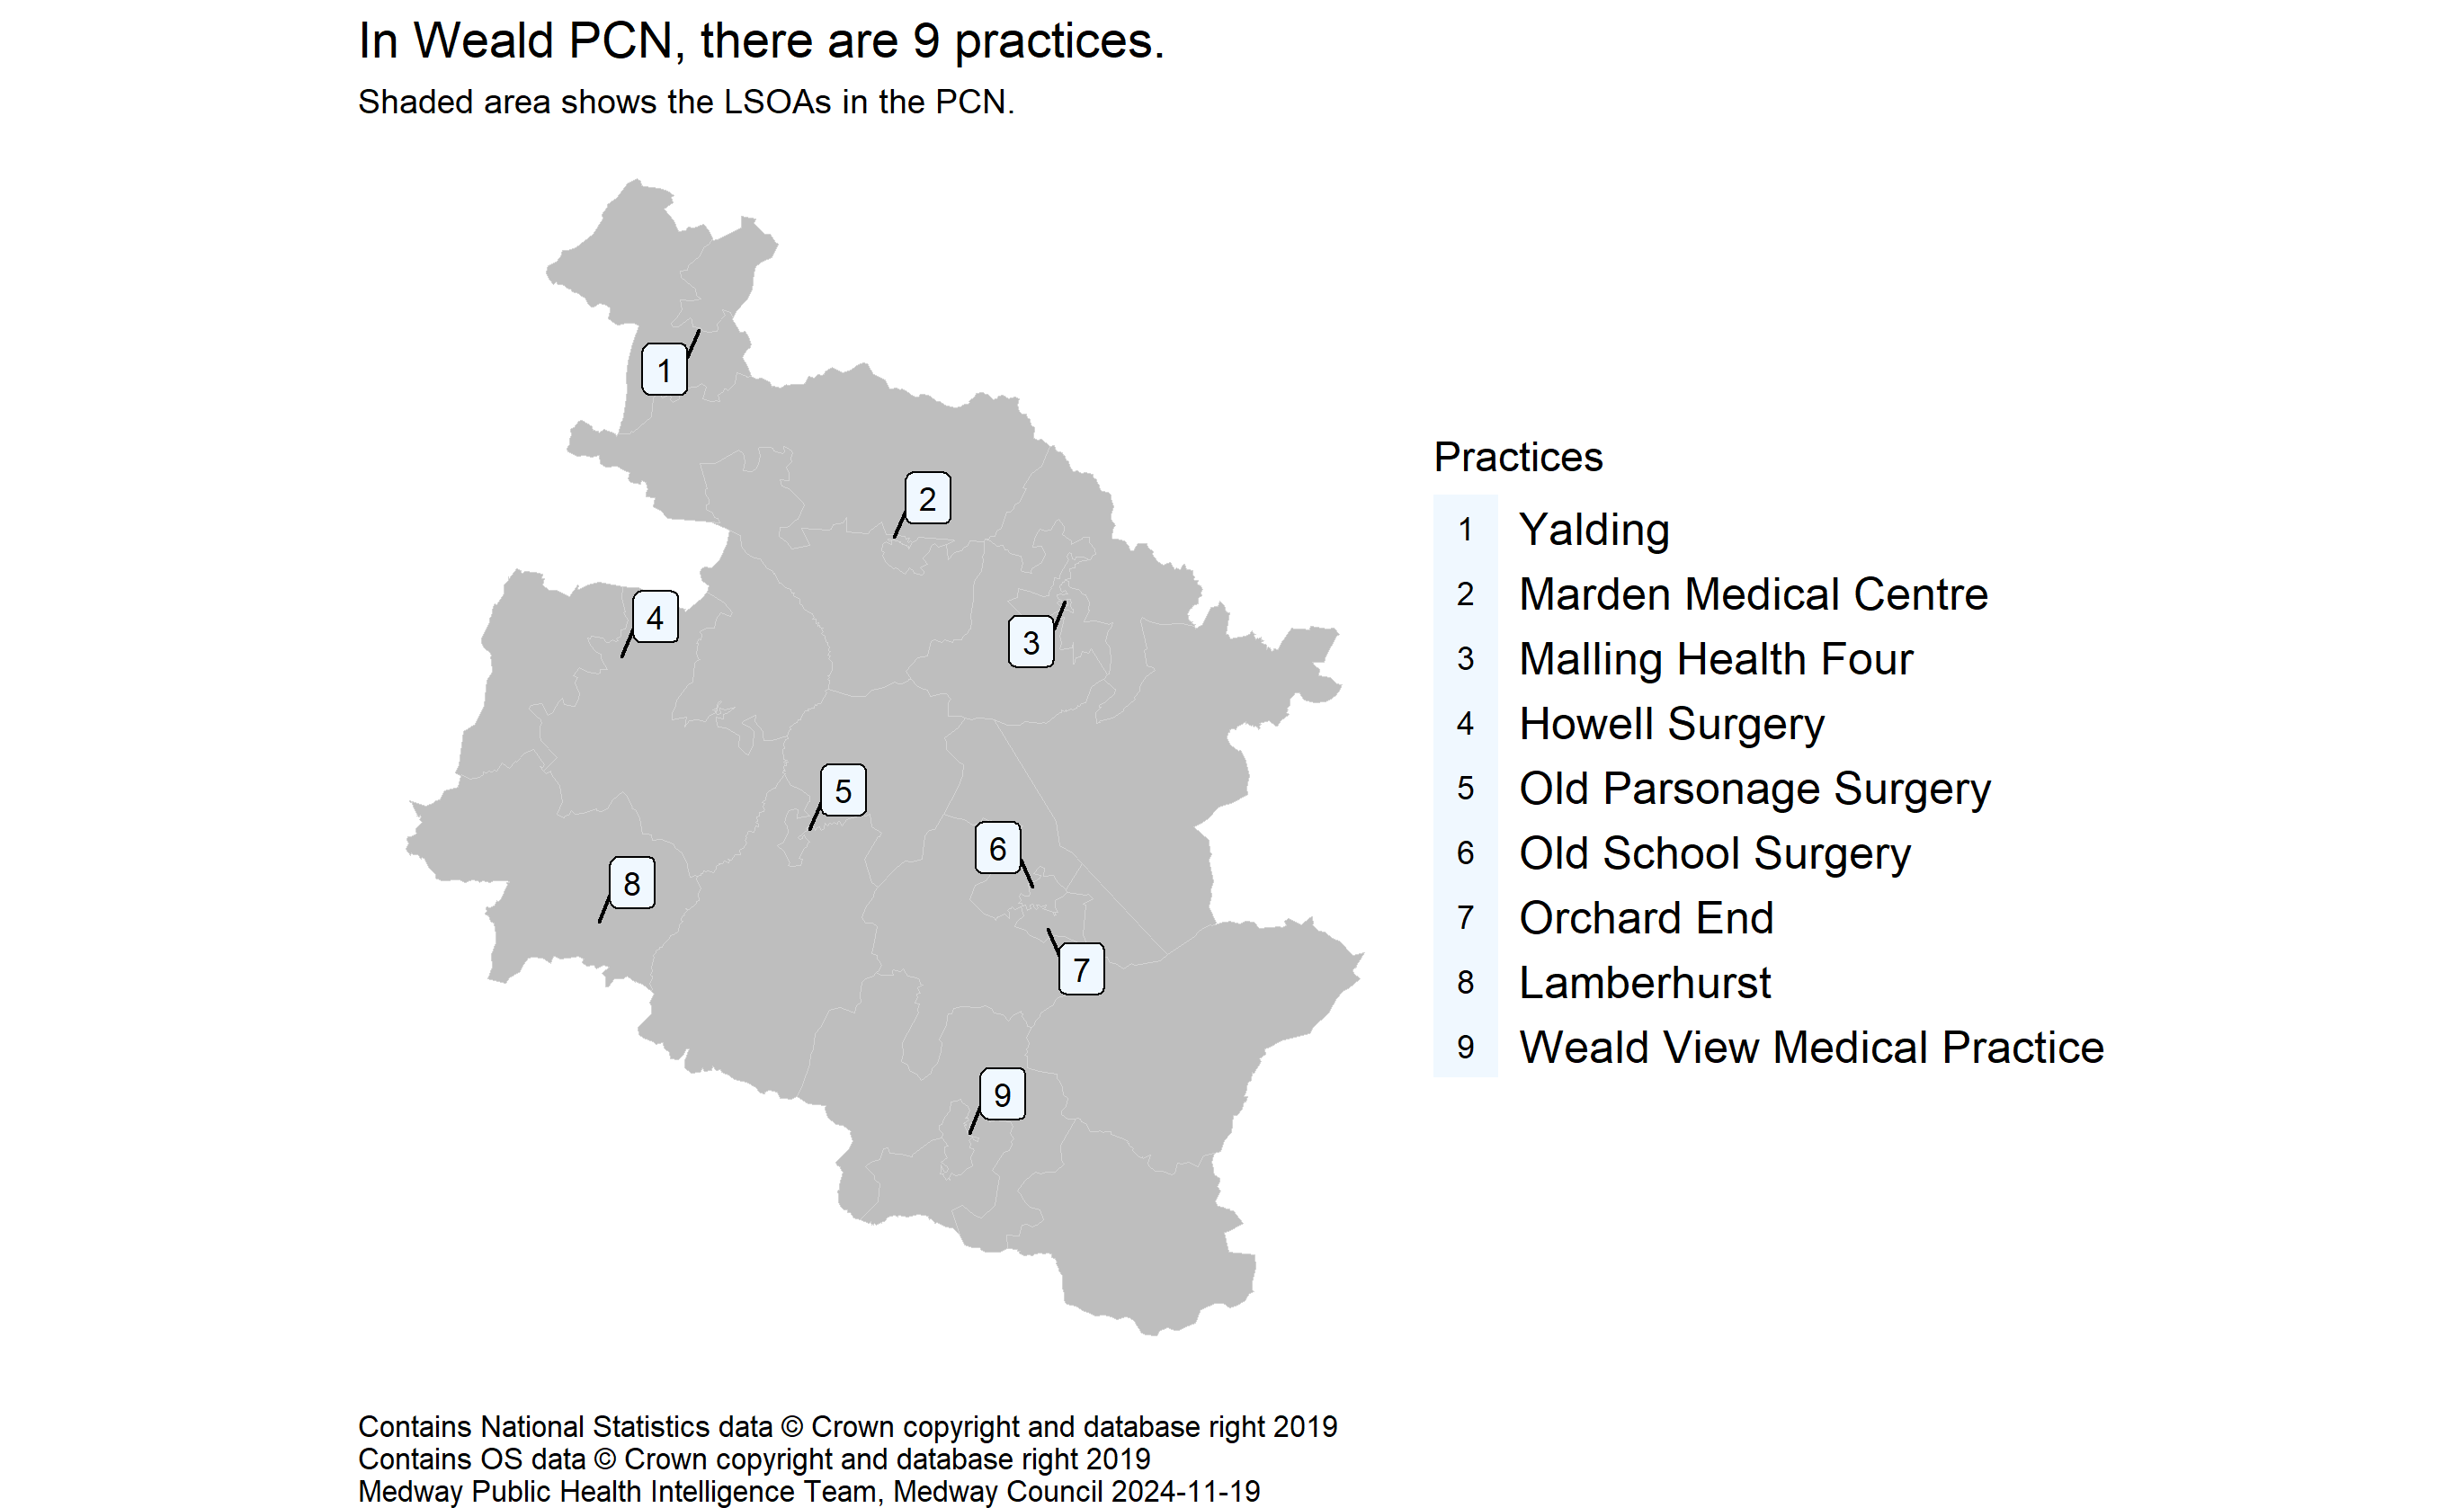 In Weald PCN, there are 9 practices.
Shaded area shows the LSOAs in the PCN.
1
2
3
4
5
6
7
8
9
Practices
1 Yalding
2 Marden Medical Centre
3 Malling Health Four
4 Howell Surgery
5 Old Parsonage Surgery
6 Old School Surgery
7 Orchard End
8 Lamberhurst
9 Weald View Medical Practice
Contains National Statistics data © Crown copyright and database right 2019
Contains OS data © Crown copyright and database right 2019
Medway Public Health Intelligence Team, Medway Council 2024-11-19